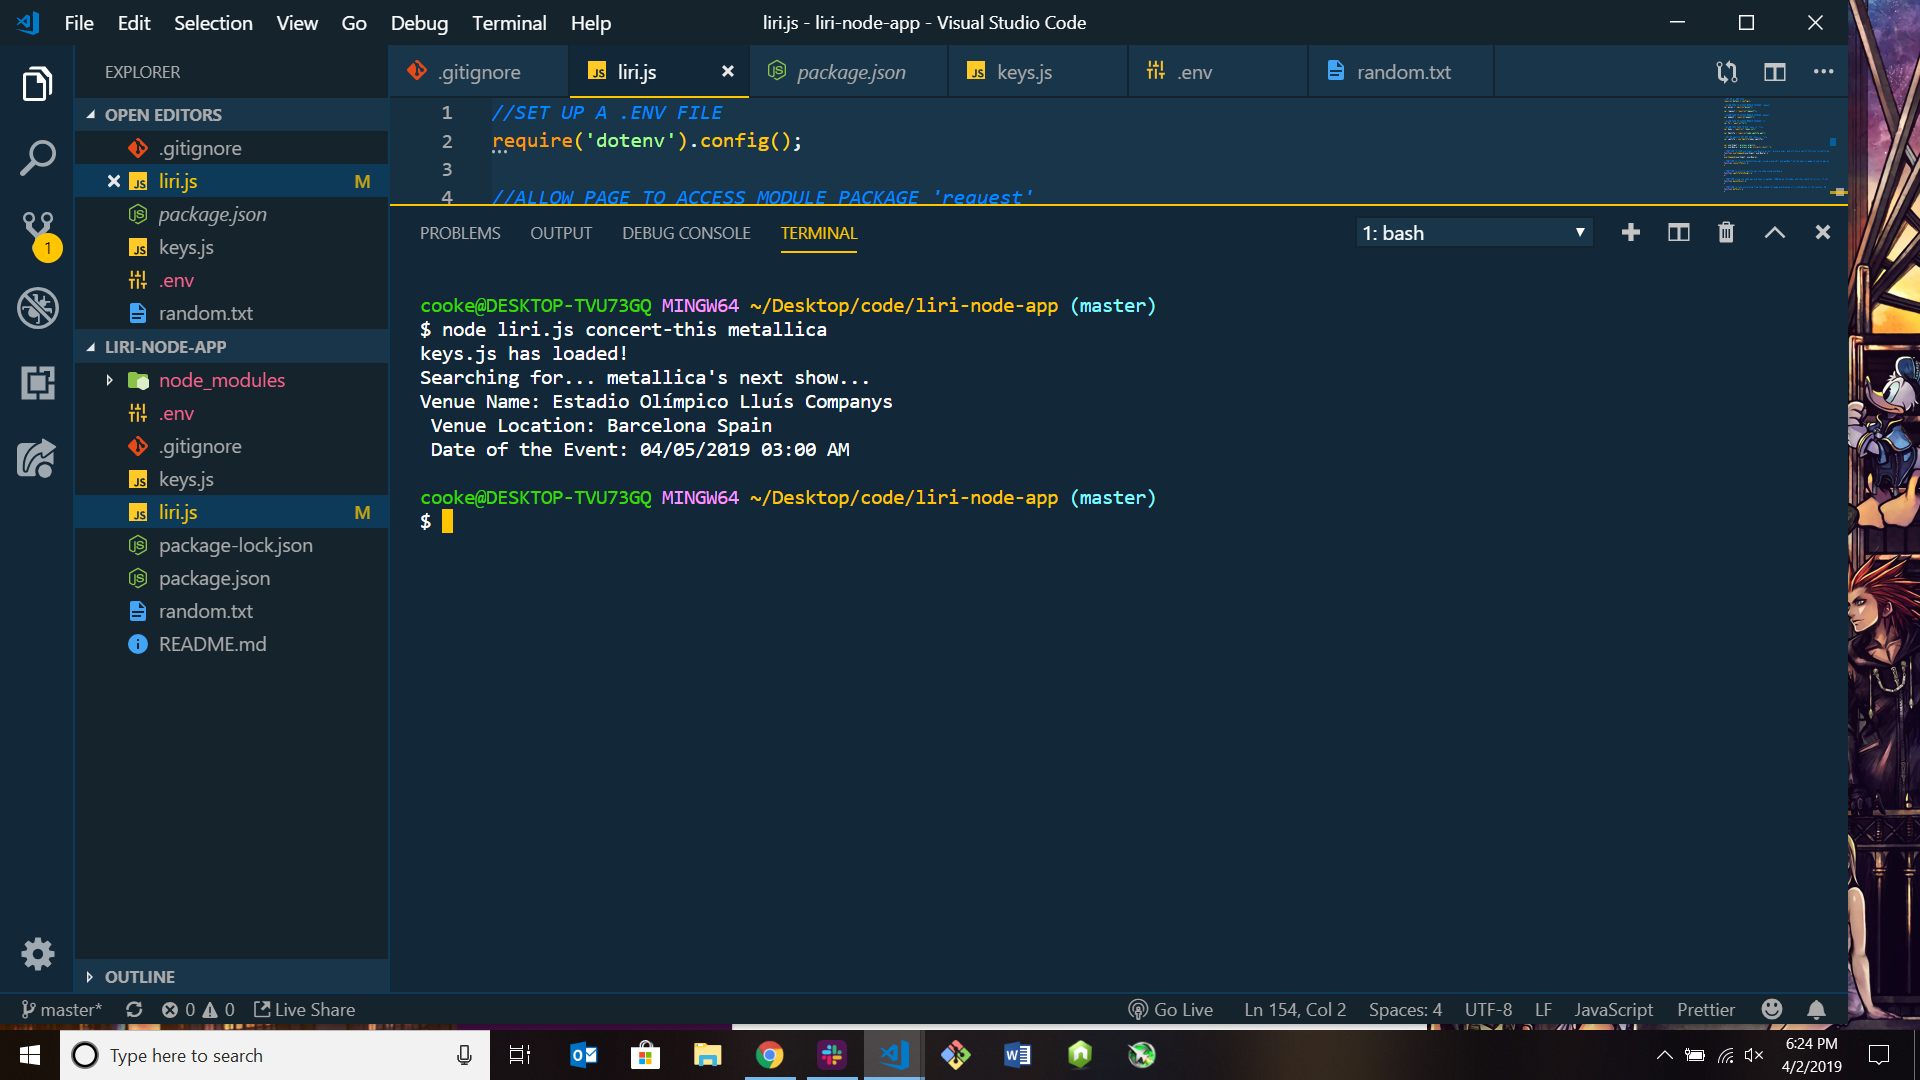 File Edit Selection View Go Debug Terminal Help
liri.js - liri-node-app - Visual Studio Code
EXPLORER
.gitignore
liri.js
package.json
keys.js
.env
random.txt
OPEN EDITORS
.gitignore
liri.js M
package.json
keys.js
.env
random.txt
LIRI-NODE-APP
node_modules
.env
.gitignore
keys.js
liri.js M
package-lock.json
package.json
random.txt
README.md
OUTLINE
1
1 //SET UP A .ENV FILE
2 require('dotenv').config();
3
4 //ALLOW PAGE TO ACCESS MODULE PACKAGE 'request'
PROBLEMS OUTPUT DEBUG CONSOLE TERMINAL
1: bash
cooke@DESKTOP-TVU73GQ MINGW64 ~/Desktop/code/liri-node-app (master)
$ node liri.js concert-this metallica
keys.js has loaded!
Searching for... metallica's next show...
Venue Name: Estadio Olímpico Lluís Companys
Venue Location: Barcelona Spain
Date of the Event: 04/05/2019 03:00 AM
cooke@DESKTOP-TVU73GQ MINGW64 ~/Desktop/code/liri-node-app (master)
$
master* 0 0 Live Share
Go Live Ln 154, Col 2 Spaces: 4 UTF-8 LF JavaScript Prettier
Type here to search
6:24 PM
4/2/2019